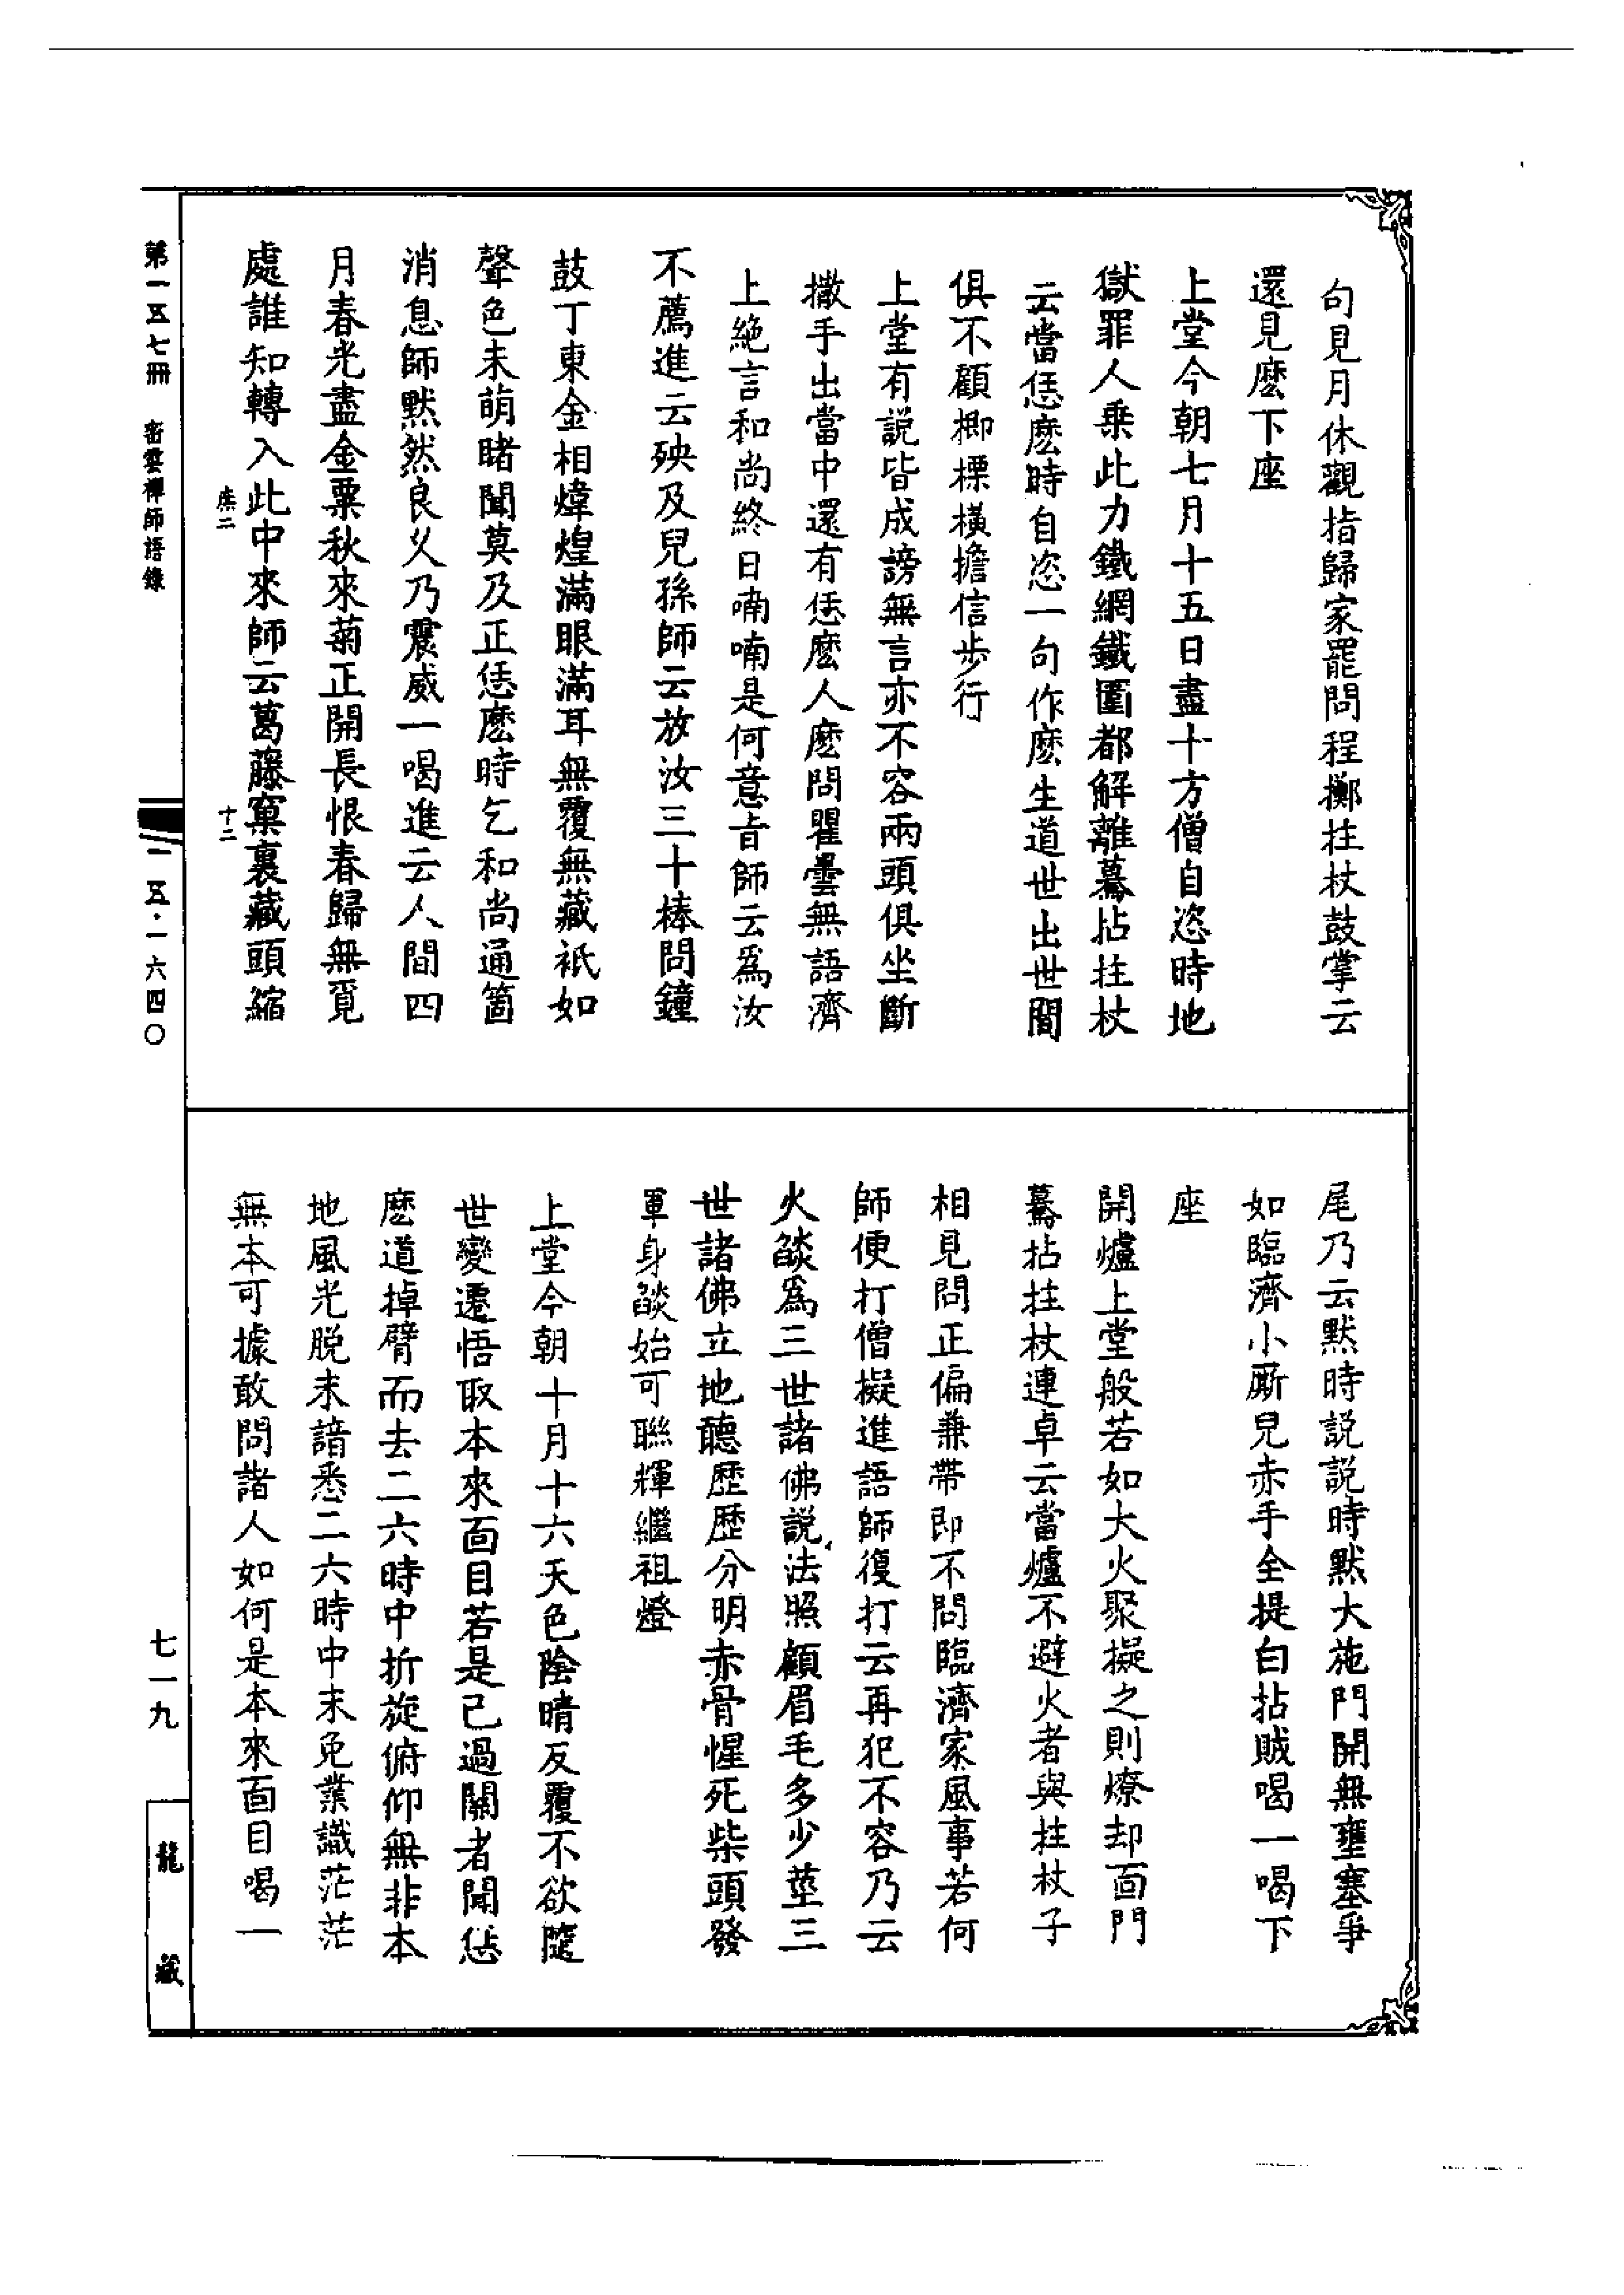 句見月休觀指歸家罷問程擲拄杖鼓掌云
還見麽下座
上堂今朝七月十五日盡十方僧自恣時地
獄罪人乗此力鐵網鐵圍都解離驀拈拄杖
云當恁麽時自恣一句作麽生道世出世間
俱不顧楖標橫擔信步行
上堂有説皆成謗無言亦不容兩頭俱坐斷
撒手出當中還有恁麽人麽問瞿曇無語濟
上絶言和尚終日喃喃是何意旨師云爲汝
不薦進云殃及兒孫師云放汝三十棒問鐘
鼓丁東金相煒煌滿眼滿耳無覆無藏衹如
聲色未萌睹聞莫及正恁麽時乞和尚通箇
消息師默然良乆乃震威一喝進云人間四
月春光盡金粟秋來菊正開長恨春歸無覓
處誰知轉入此中來師云葛藤窠裏藏頭縮
尾乃云默時説説時默大施門開無壅塞爭
如臨濟小厮兒赤手全提白拈賊喝一喝下
座
開爐上堂般若如大火聚擬之則燎却面門
驀拈拄杖連卓云當爐不避火者與拄杖子
相見問正偏兼帶即不問臨濟家風事若何
師便打僧擬進語師復打云再犯不容乃云
火燄爲三世諸佛説法照顧眉毛多少莖三
世諸佛立地聽歷歷分明赤骨惺死柴頭發
軍身燄始可聯輝繼祖燈
上堂今朝十月十六天色陰晴反覆不欲隨
世變遷悟取本來面目若是已過關者聞恁
麽道掉臂而去二六時中折旋俯仰無非本
地風光脱未諳悉二六時中未免業識茫茫
無本可據敢問諸人如何是本來面目喝一
第一五七冊　密雲禪師語錄
一五·一六四〇
七一九
龍藏
十二